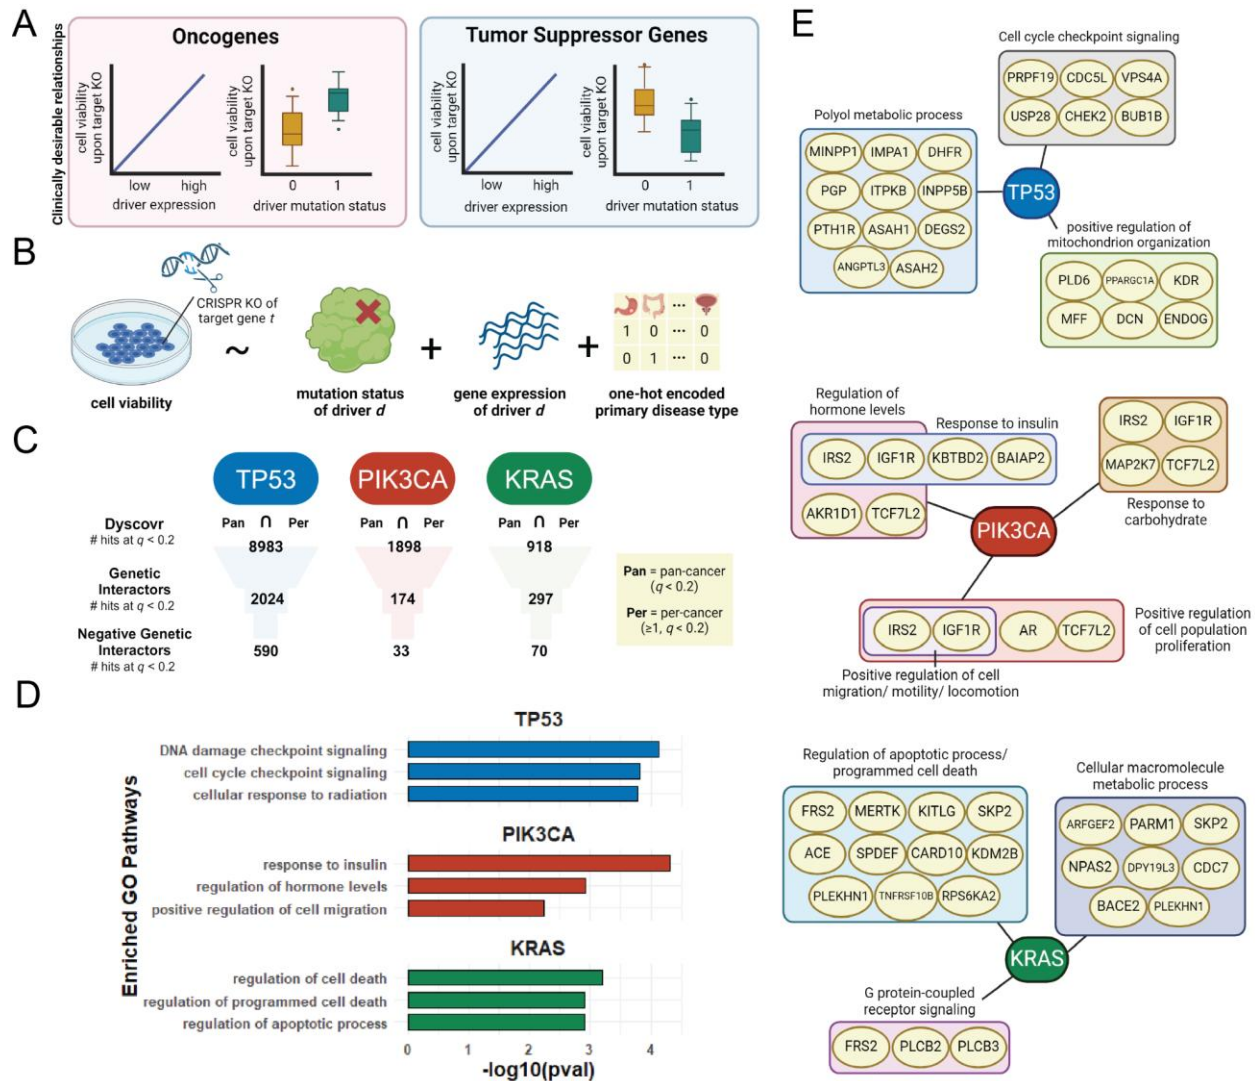 A
Clinically desirable relationships
Oncogenes
cell viability
upon target KO
low high
driver expression
cell viability
upon target KO
0 1
driver mutation status
Tumor Suppressor Genes
cell viability
upon target KO
low high
driver expression
cell viability
upon target KO
0 1
driver mutation status
B
CRISPR KO of
target gene t
cell viability
~
mutation status
of driver d
+
gene expression
of driver d
+
1 0 ... 0
0 1 ... 0
one-hot encoded
primary disease type
C
TP53 PIK3CA KRAS
Dyscovr
# hits at q < 0.2
Pan ∩ Per Pan ∩ Per Pan ∩ Per
8983 1898 918
Genetic
Interactors
# hits at q < 0.2
2024 174 297
Negative Genetic
Interactors
# hits at q < 0.2
590 33 70
Pan = pan-cancer
(q < 0.2)
Per = per-cancer
(≥1, q < 0.2)
D
Enriched GO Pathways
TP53
DNA damage checkpoint signaling
cell cycle checkpoint signaling
cellular response to radiation
PIK3CA
response to insulin
regulation of hormone levels
positive regulation of cell migration
KRAS
regulation of cell death
regulation of programmed cell death
regulation of apoptotic process
0 1 2 3 4
-log10(pval)
E
Cell cycle checkpoint signaling
PRPF19 CDC5L VPS4A
USP28 CHEK2 BUB1B
Polyol metabolic process
MINPP1 IMPA1 DHFR
PGP ITPKB INPP5B
PTH1R ASAH1 DEGS2
ANGPTL3 ASAH2
TP53
positive regulation of
mitochondrion organization
PLD6 PPARGC1A KDR
MFF DCN ENDOG
Regulation of
hormone levels
Response to insulin
IRS2 IGF1R KBTBD2 BAIAP2
AKR1D1 TCF7L2
IRS2 IGF1R
MAP2K7 TCF7L2
Response to
carbohydrate
PIK3CA
IRS2 IGF1R AR TCF7L2
Positive regulation
of cell population
proliferation
Positive regulation of cell
migration/ motility/ locomotion
Regulation of apoptotic process/
programmed cell death
FRS2 MERTK KITLG SKP2
ACE SPDEF CARD10 KDM2B
PLEKHN1 TNFRSF10B RPS6KA2
Cellular macromolecule
metabolic process
ARFGEF2 PARM1 SKP2
NPAS2 DPY19L3 CDC7
BACE2 PLEKHN1
KRAS
G protein-coupled
receptor signaling
FRS2 PLCB2 PLCB3